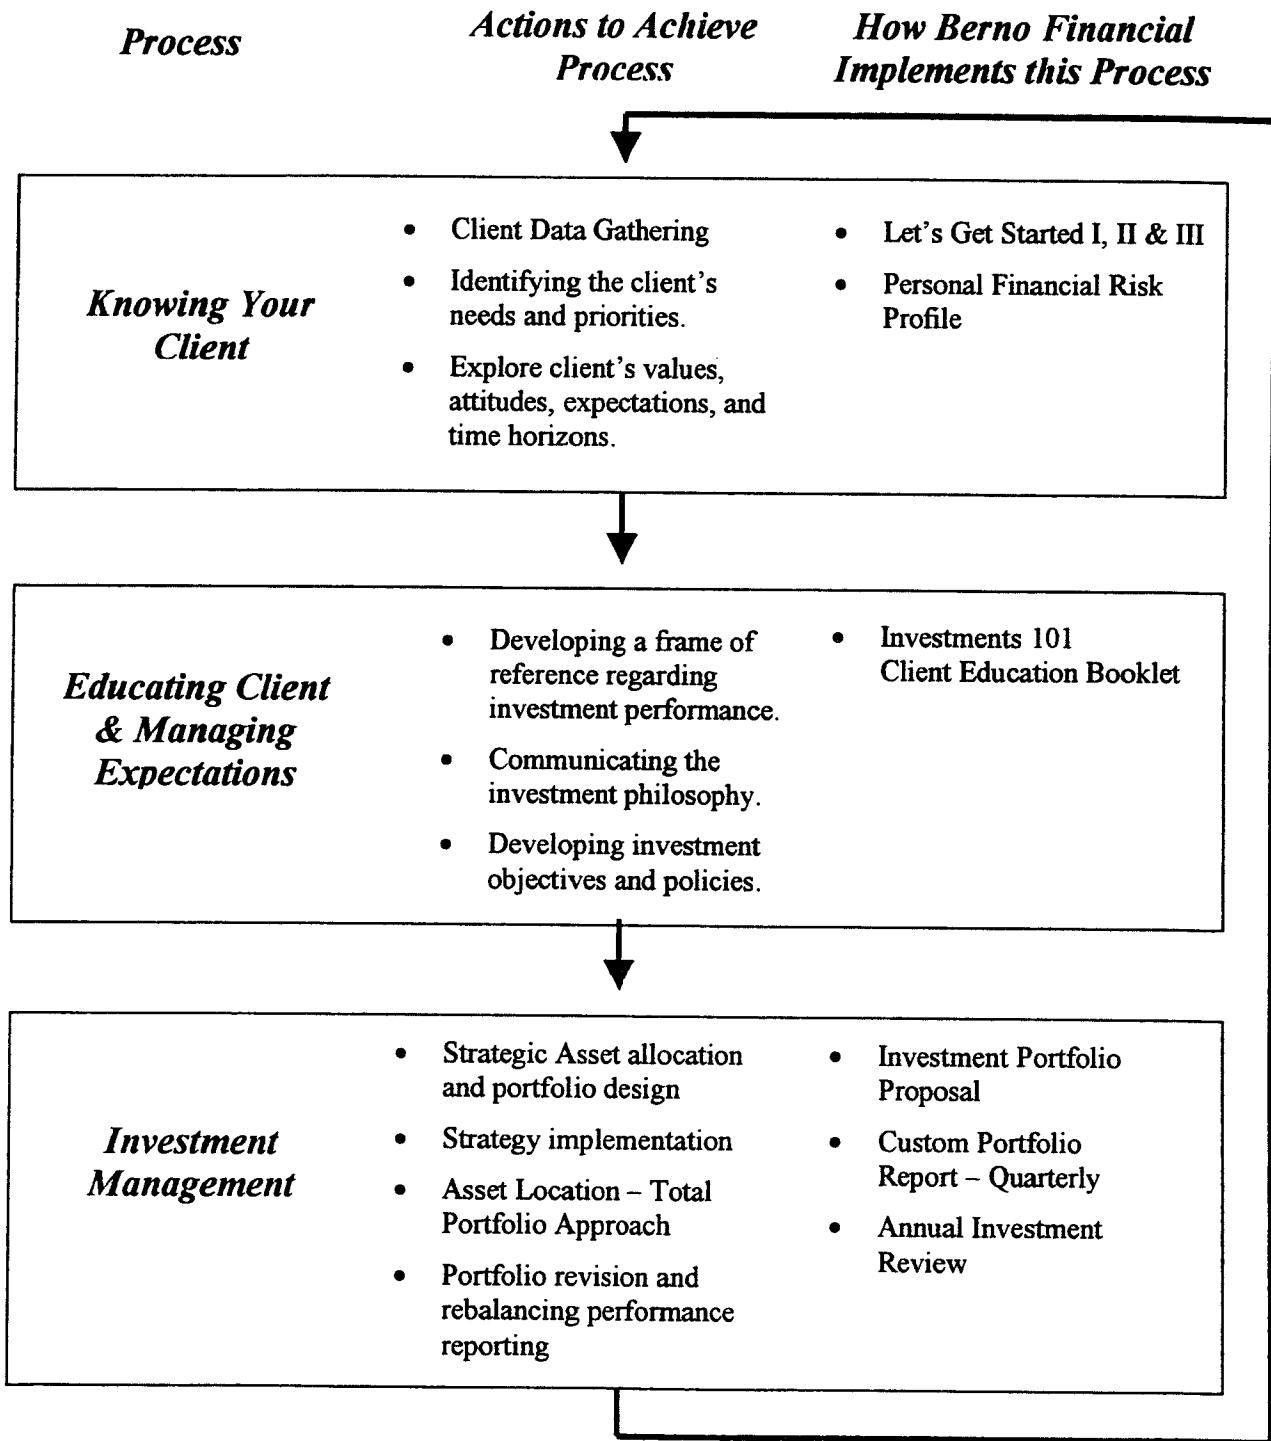 Process
Actions to Achieve
Process
How Berno Financial
Implements this Process
Knowing Your
Client
• Client Data Gathering
• Identifying the client's
needs and priorities.
• Explore client's values,
attitudes, expectations, and
time horizons.
• Let's Get Started I, II & III
• Personal Financial Risk
Profile
Educating Client
& Managing
Expectations
• Developing a frame of
reference regarding
investment performance.
• Communicating the
investment philosophy.
• Developing investment
objectives and policies.
• Investments 101
Client Education Booklet
Investment
Management
• Strategic Asset allocation
and portfolio design
• Strategy implementation
• Asset Location – Total
Portfolio Approach
• Portfolio revision and
rebalancing performance
reporting
• Investment Portfolio
Proposal
• Custom Portfolio
Report – Quarterly
• Annual Investment
Review